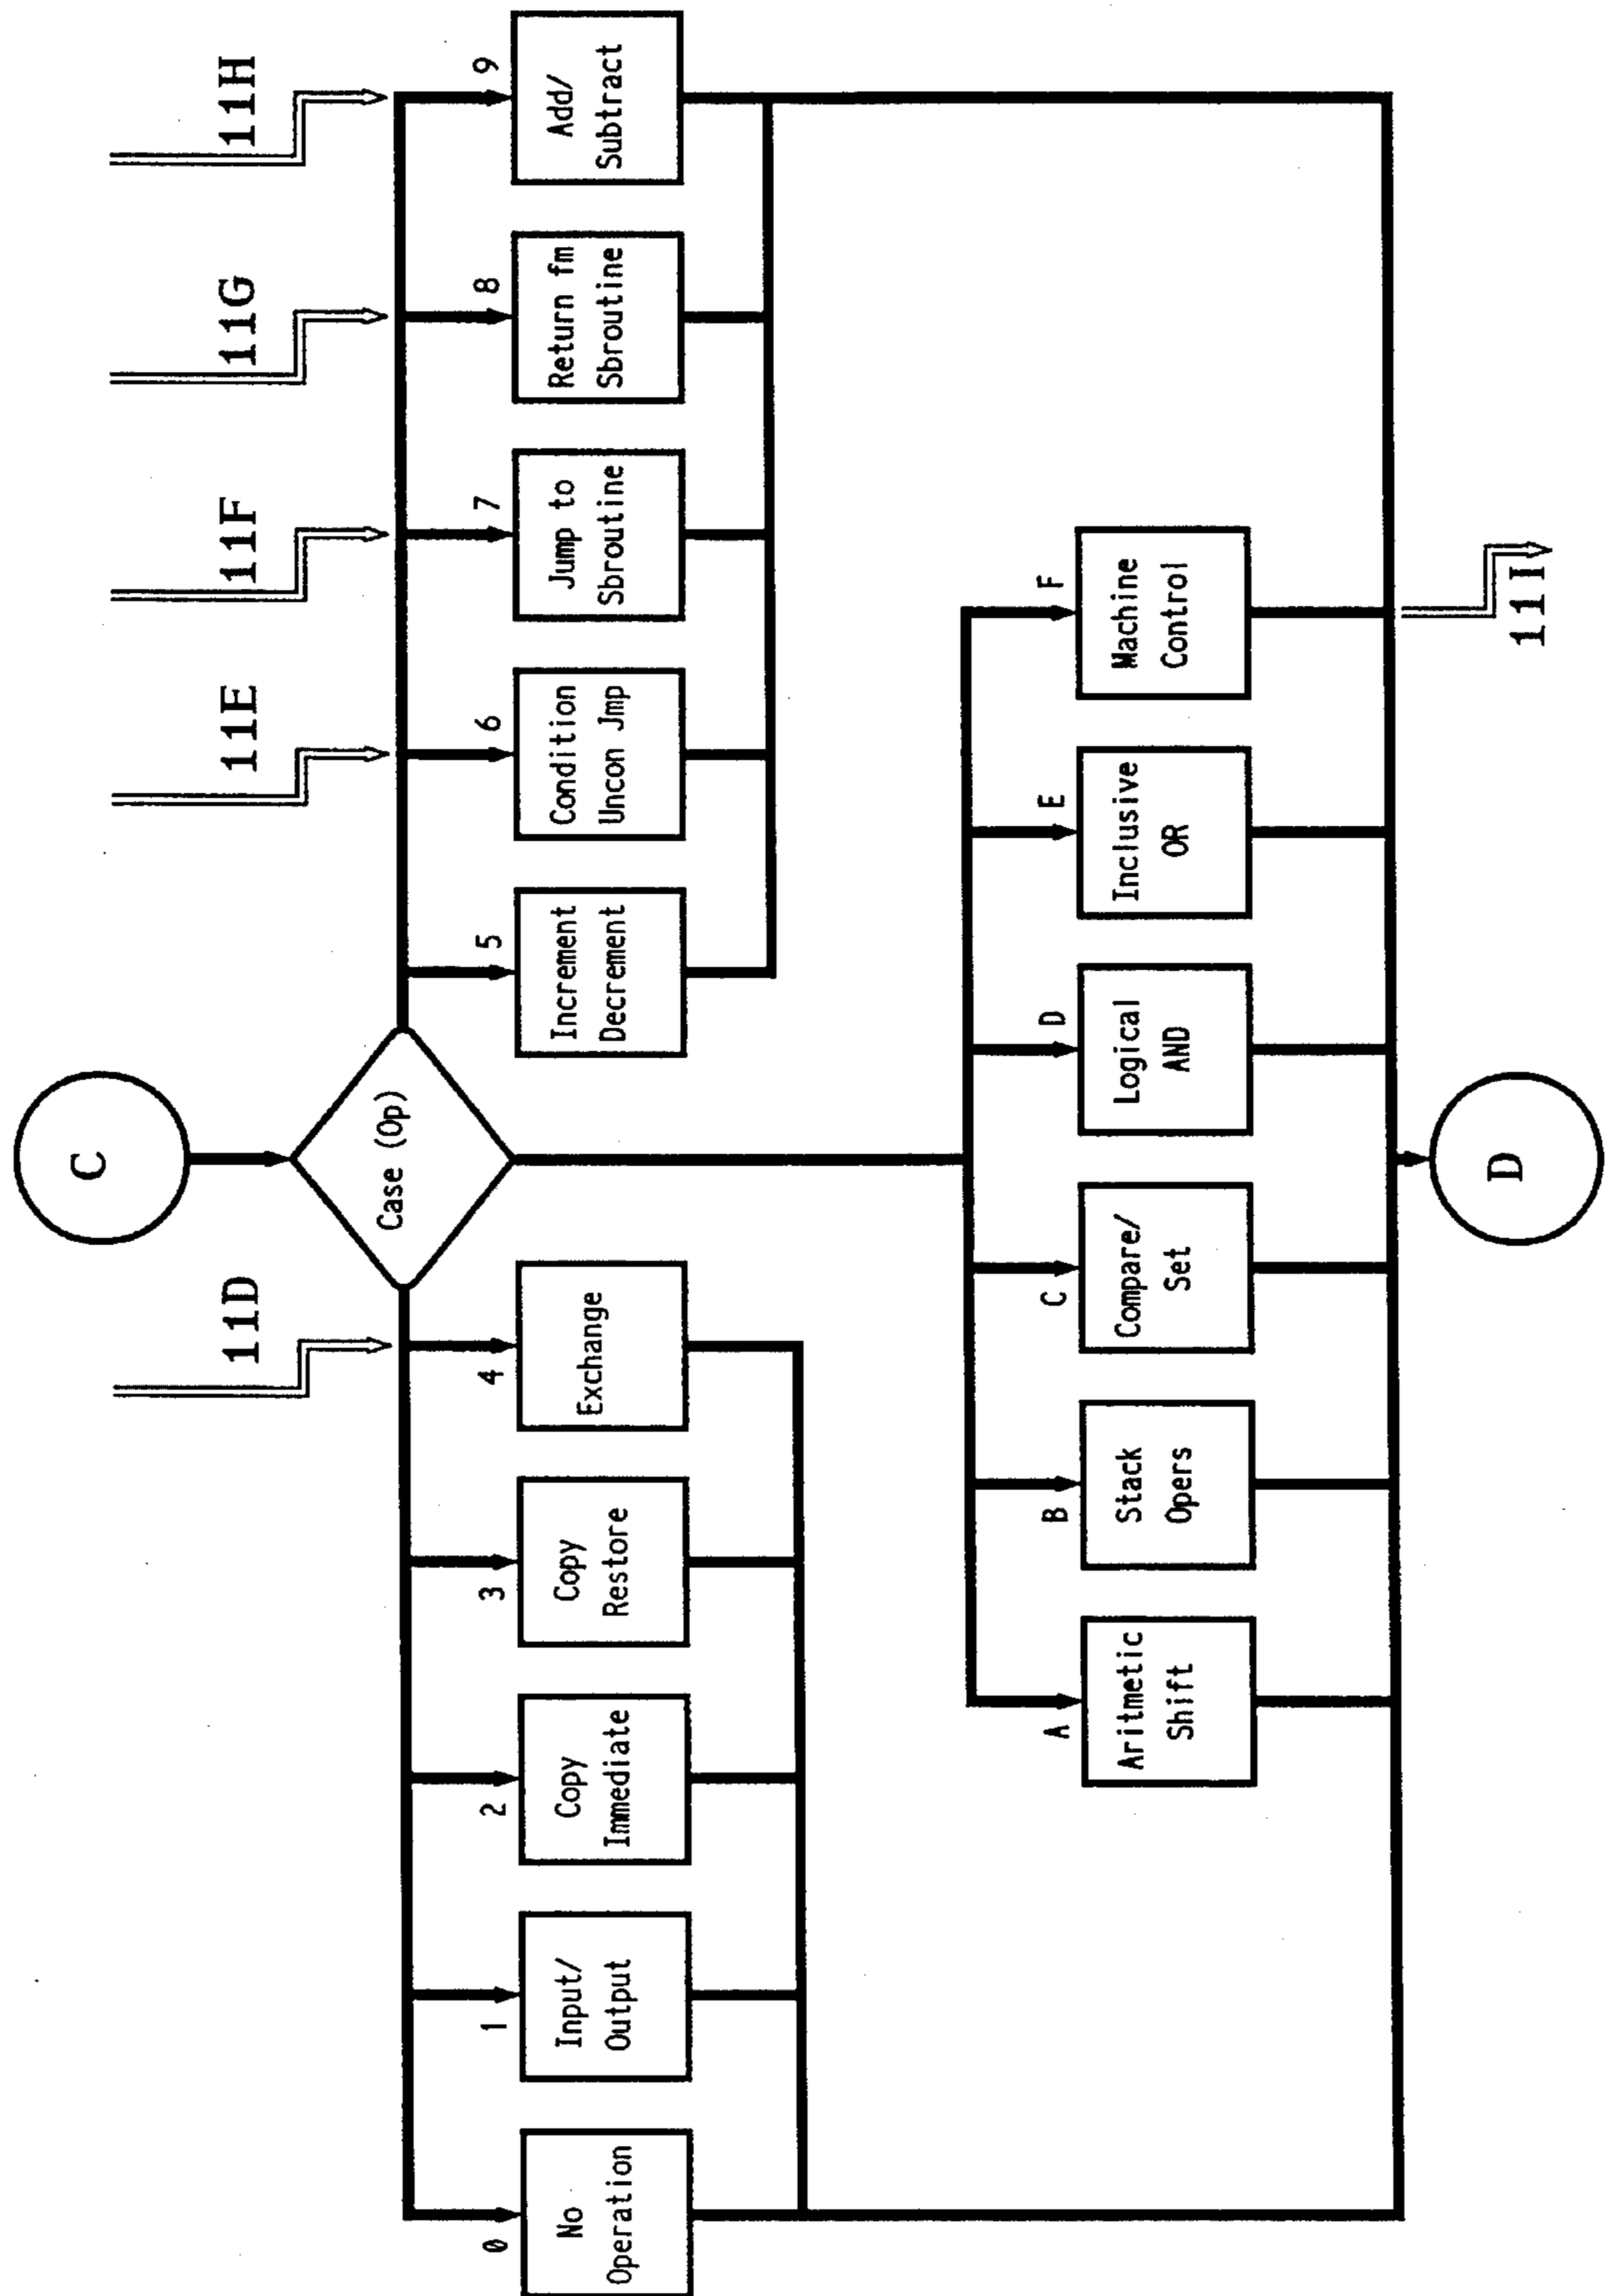 C
11D
11E
11F
11G
11H
Case (Op)
0
No
Operation
1
Input/
Output
2
Copy
Immediate
3
Copy
Restore
4
Exchange
5
Increment
Decrement
6
Condition
Uncon Jmp
7
Jump to
Sbroutine
8
Return fm
Sbroutine
9
Add/
Subtract
A
Aritmetic
Shift
B
Stack
Opers
C
Compare/
Set
D
Logical
AND
E
Inclusive
OR
F
Machine
Control
D
11I